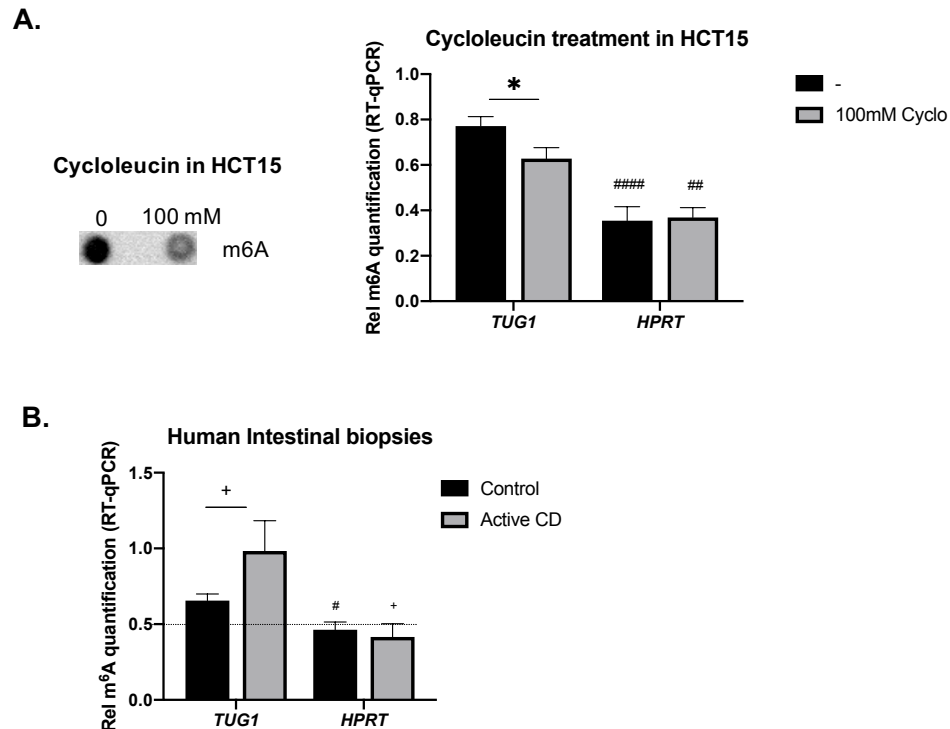 A.
Cycloleucin in HCT15
0 100 mM
m6A
Cycloleucin treatment in HCT15
Rel m6A quantification (RT-qPCR)
1.0
0.8
0.6
0.4
0.2
0.0
*
####
##
TUG1 HPRT
-
100mM Cyclo
B.
Human Intestinal biopsies
Rel m⁶A quantification (RT-qPCR)
1.5
1.0
0.5
0.0
+
#
+
TUG1 HPRT
Control
Active CD